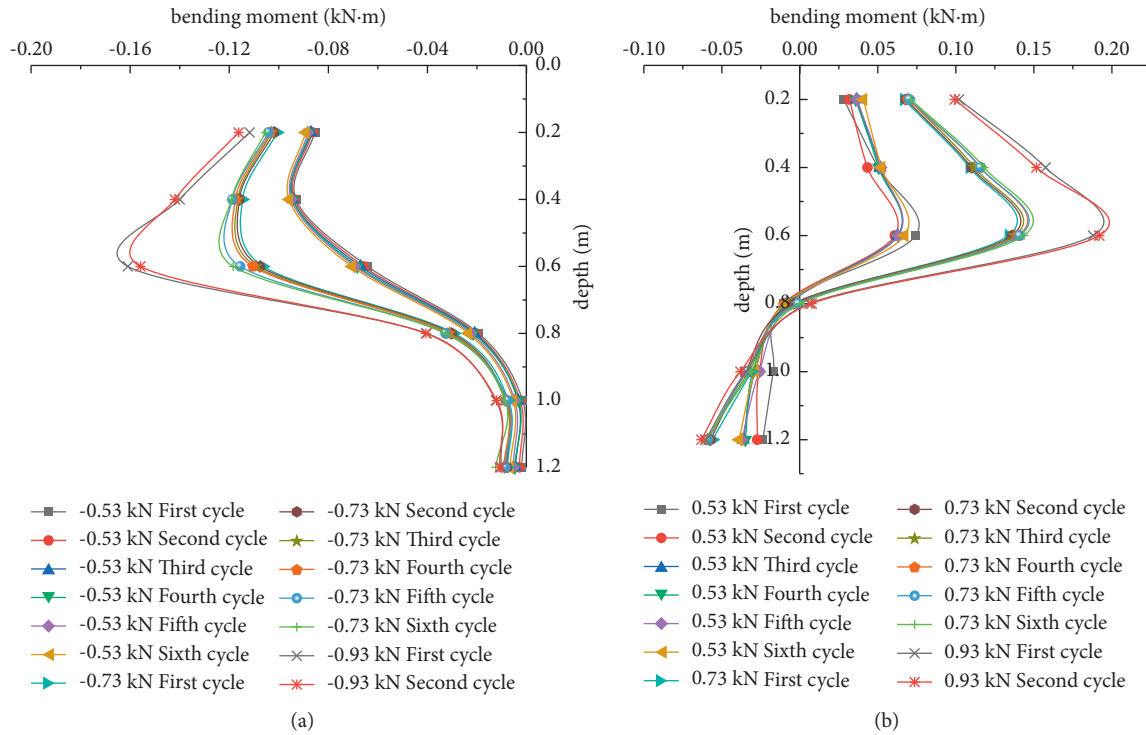 bending moment (kN·m)
-0.20 -0.16 -0.12 -0.08 -0.04 0.00
0.0
0.2
0.4
0.6
0.8
1.0
1.2
depth (m)
-0.53 kN First cycle
-0.53 kN Second cycle
-0.53 kN Third cycle
-0.53 kN Fourth cycle
-0.53 kN Fifth cycle
-0.53 kN Sixth cycle
-0.73 kN First cycle
-0.73 kN Second cycle
-0.73 kN Third cycle
-0.73 kN Fourth cycle
-0.73 kN Fifth cycle
-0.73 kN Sixth cycle
-0.93 kN First cycle
-0.93 kN Second cycle
(a)
bending moment (kN·m)
-0.10 -0.05 0.00 0.05 0.10 0.15 0.20
0.2
0.4
0.6
0.8
1.0
1.2
depth (m)
0.53 kN First cycle
0.53 kN Second cycle
0.53 kN Third cycle
0.53 kN Fourth cycle
0.53 kN Fifth cycle
0.53 kN Sixth cycle
0.73 kN First cycle
0.73 kN Second cycle
0.73 kN Third cycle
0.73 kN Fourth cycle
0.73 kN Fifth cycle
0.73 kN Sixth cycle
0.93 kN First cycle
0.93 kN Second cycle
(b)